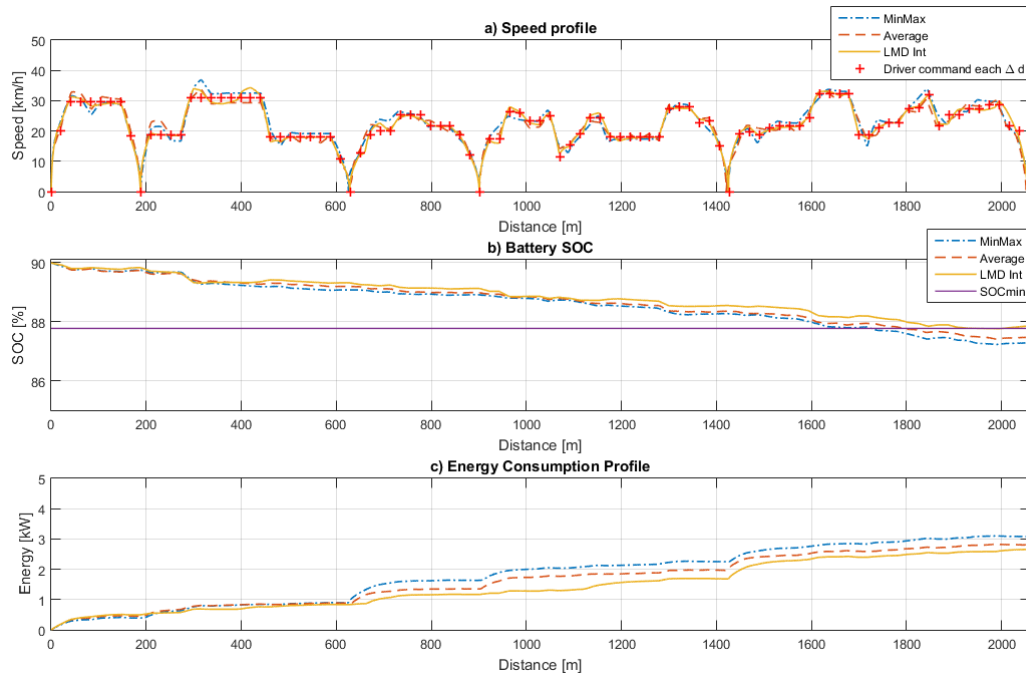 a) Speed profile
MinMax
Average
LMD Int
Driver command each Δ d
Speed [km/h]
50
40
30
20
10
0
0 200 400 600 800 1000 1200 1400 1600 1800 2000
Distance [m]
b) Battery SOC
MinMax
Average
LMD Int
SOCmin
SOC [%]
90
88
86
0 200 400 600 800 1000 1200 1400 1600 1800 2000
Distance [m]
c) Energy Consumption Profile
Energy [kW]
5
4
3
2
1
0
0 200 400 600 800 1000 1200 1400 1600 1800 2000
Distance [m]